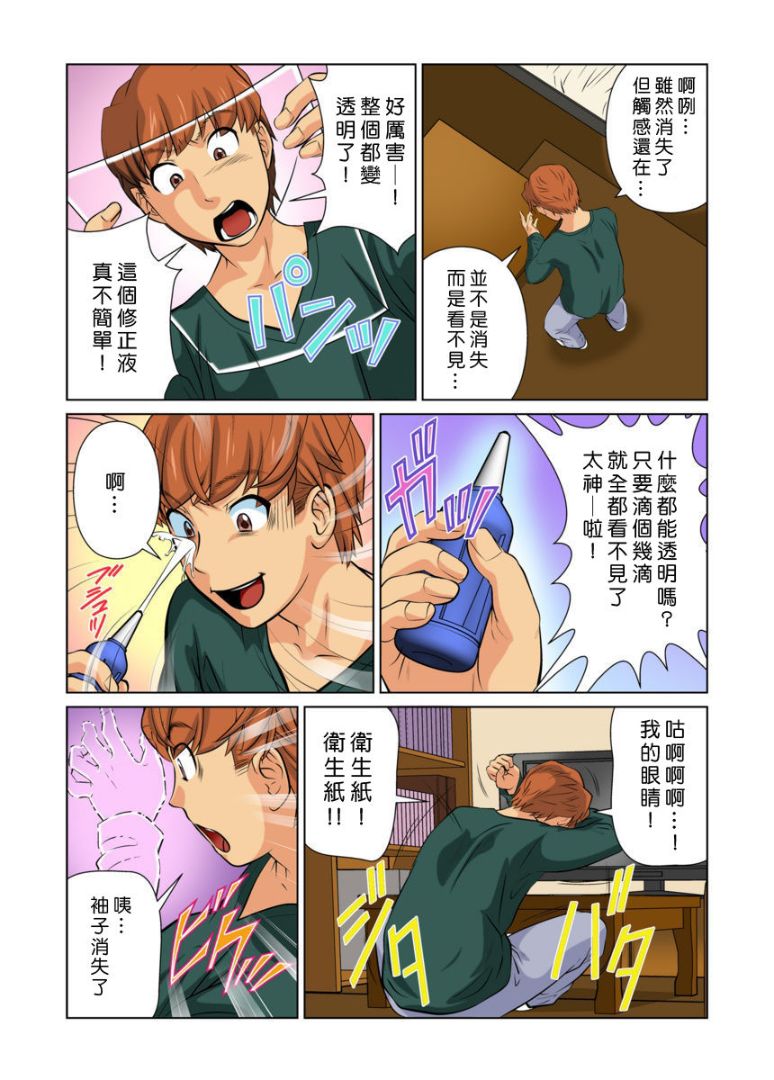 啊咧…
雖然消失了
但觸感還在…
並不是消失
而是看不見…
好厲害—！
整個都變
透明了！
パンッ
這個修正液
真不簡單！
什麼都能透明嗎？
只要滴個幾滴
就全都看不見了
太神—啦！
ガッッ
啊…
ブシュッ
咕啊啊啊…！
我的眼睛！
衛生紙！
衛生紙!!
ジタ
バタ
ビクッ
咦…
袖子消失了